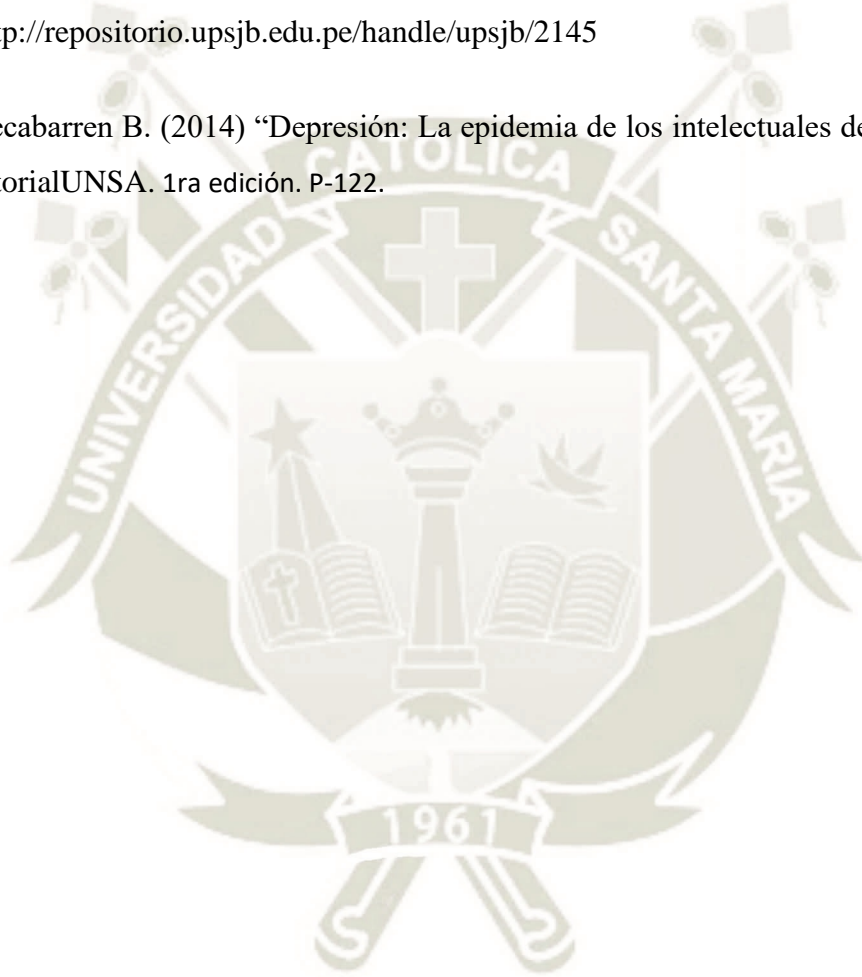 tp://repositorio.upsjb.edu.pe/handle/upsjb/2145
ecabarren B. (2014) “Depresión: La epidemia de los intelectuales de
torialUNSA. 1ra edición. P-122.
UNIVERSIDAD CATOLICA SANTA MARIA
1961